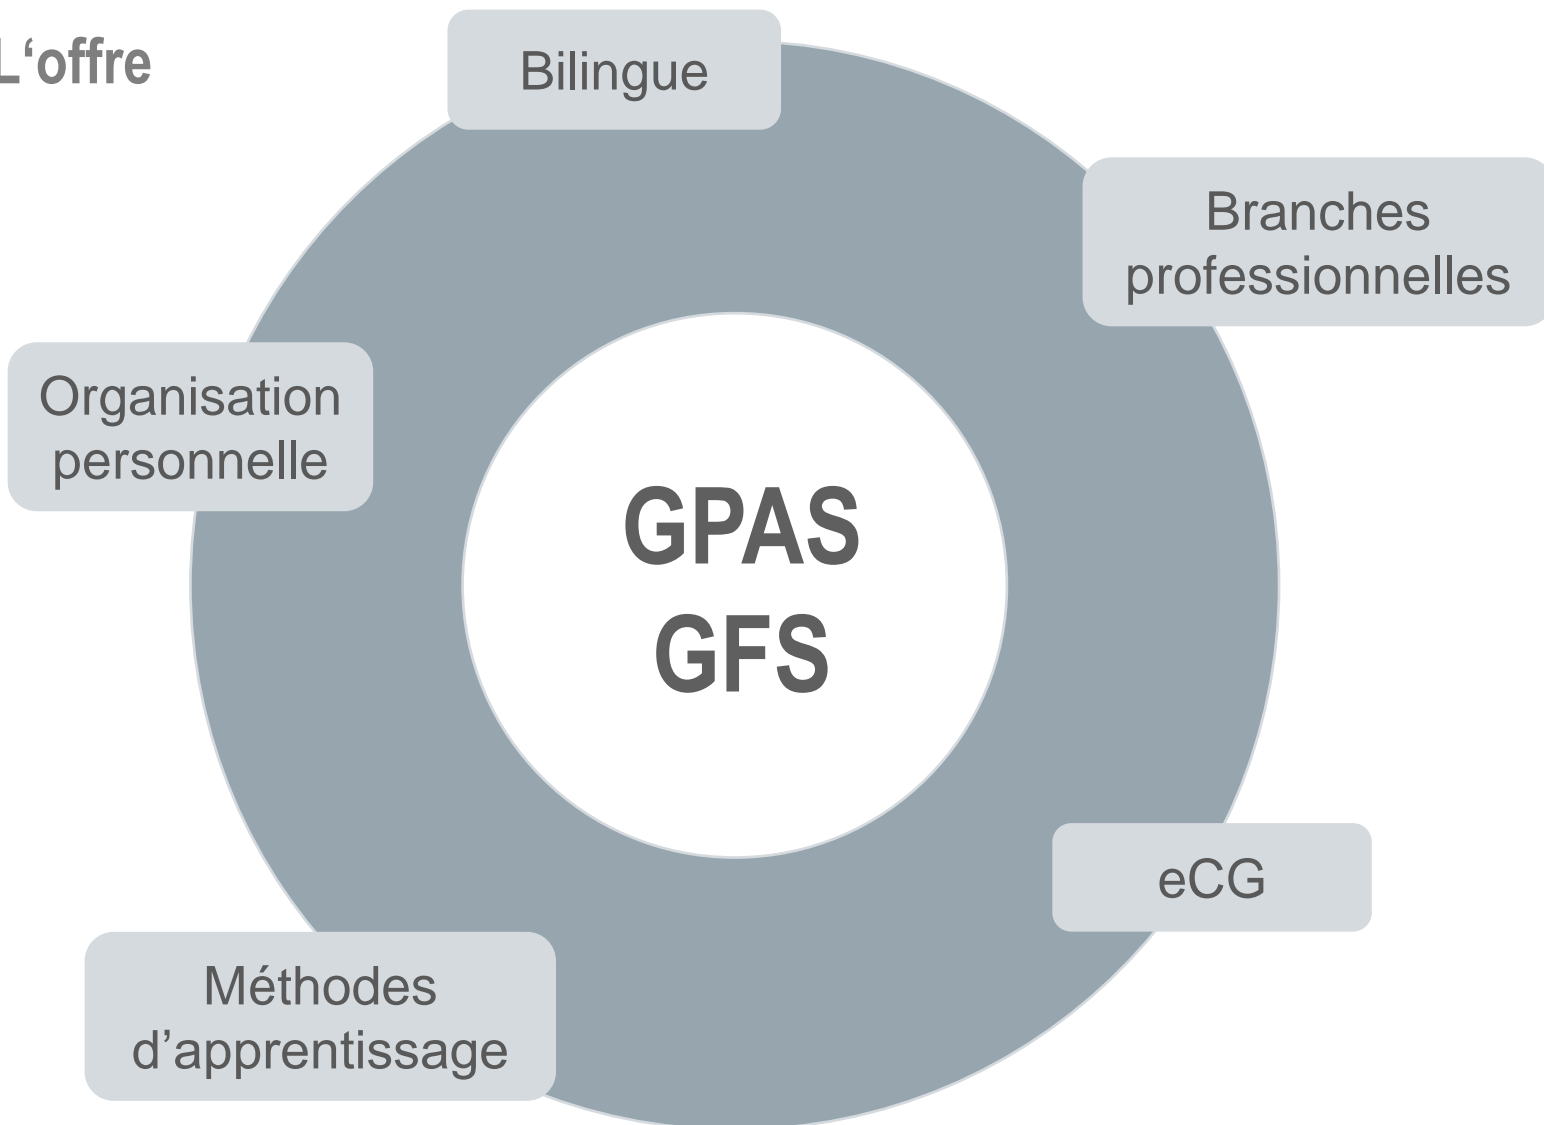 L‘offre
Bilingue
Branches
professionnelles
Organisation
personnelle
GPAS
GFS
eCG
Méthodes
d’apprentissage